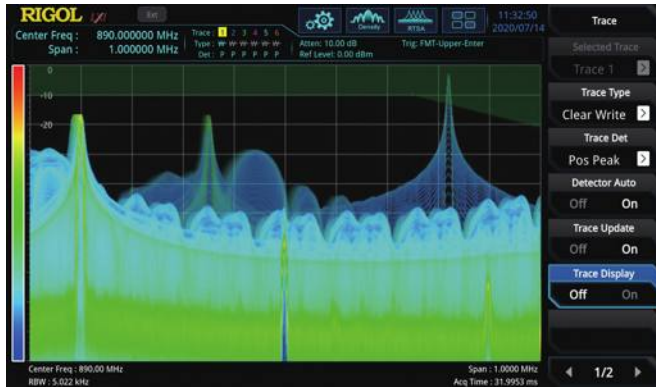 RIGOL LXI Ext 11:32:50
2020/07/14
Center Freq : 890.000000 MHz
Span : 1.000000 MHz
Trace : 1 2 3 4 5 6
Type : W W W W W W
Det : P P P P P P
Atten: 10.00 dB
Ref Level: 0.00 dBm
Trig: FMT-Upper-Enter
Density
RTSA
0
-10
-20
Center Freq : 890.00 MHz
RBW : 5.022 kHz
Span : 1.0000 MHz
Acq Time : 31.9953 ms
Trace
Selected Trace
Trace 1
Trace Type
Clear Write
Trace Det
Pos Peak
Detector Auto
Off On
Trace Update
Off On
Trace Display
Off On
1/2